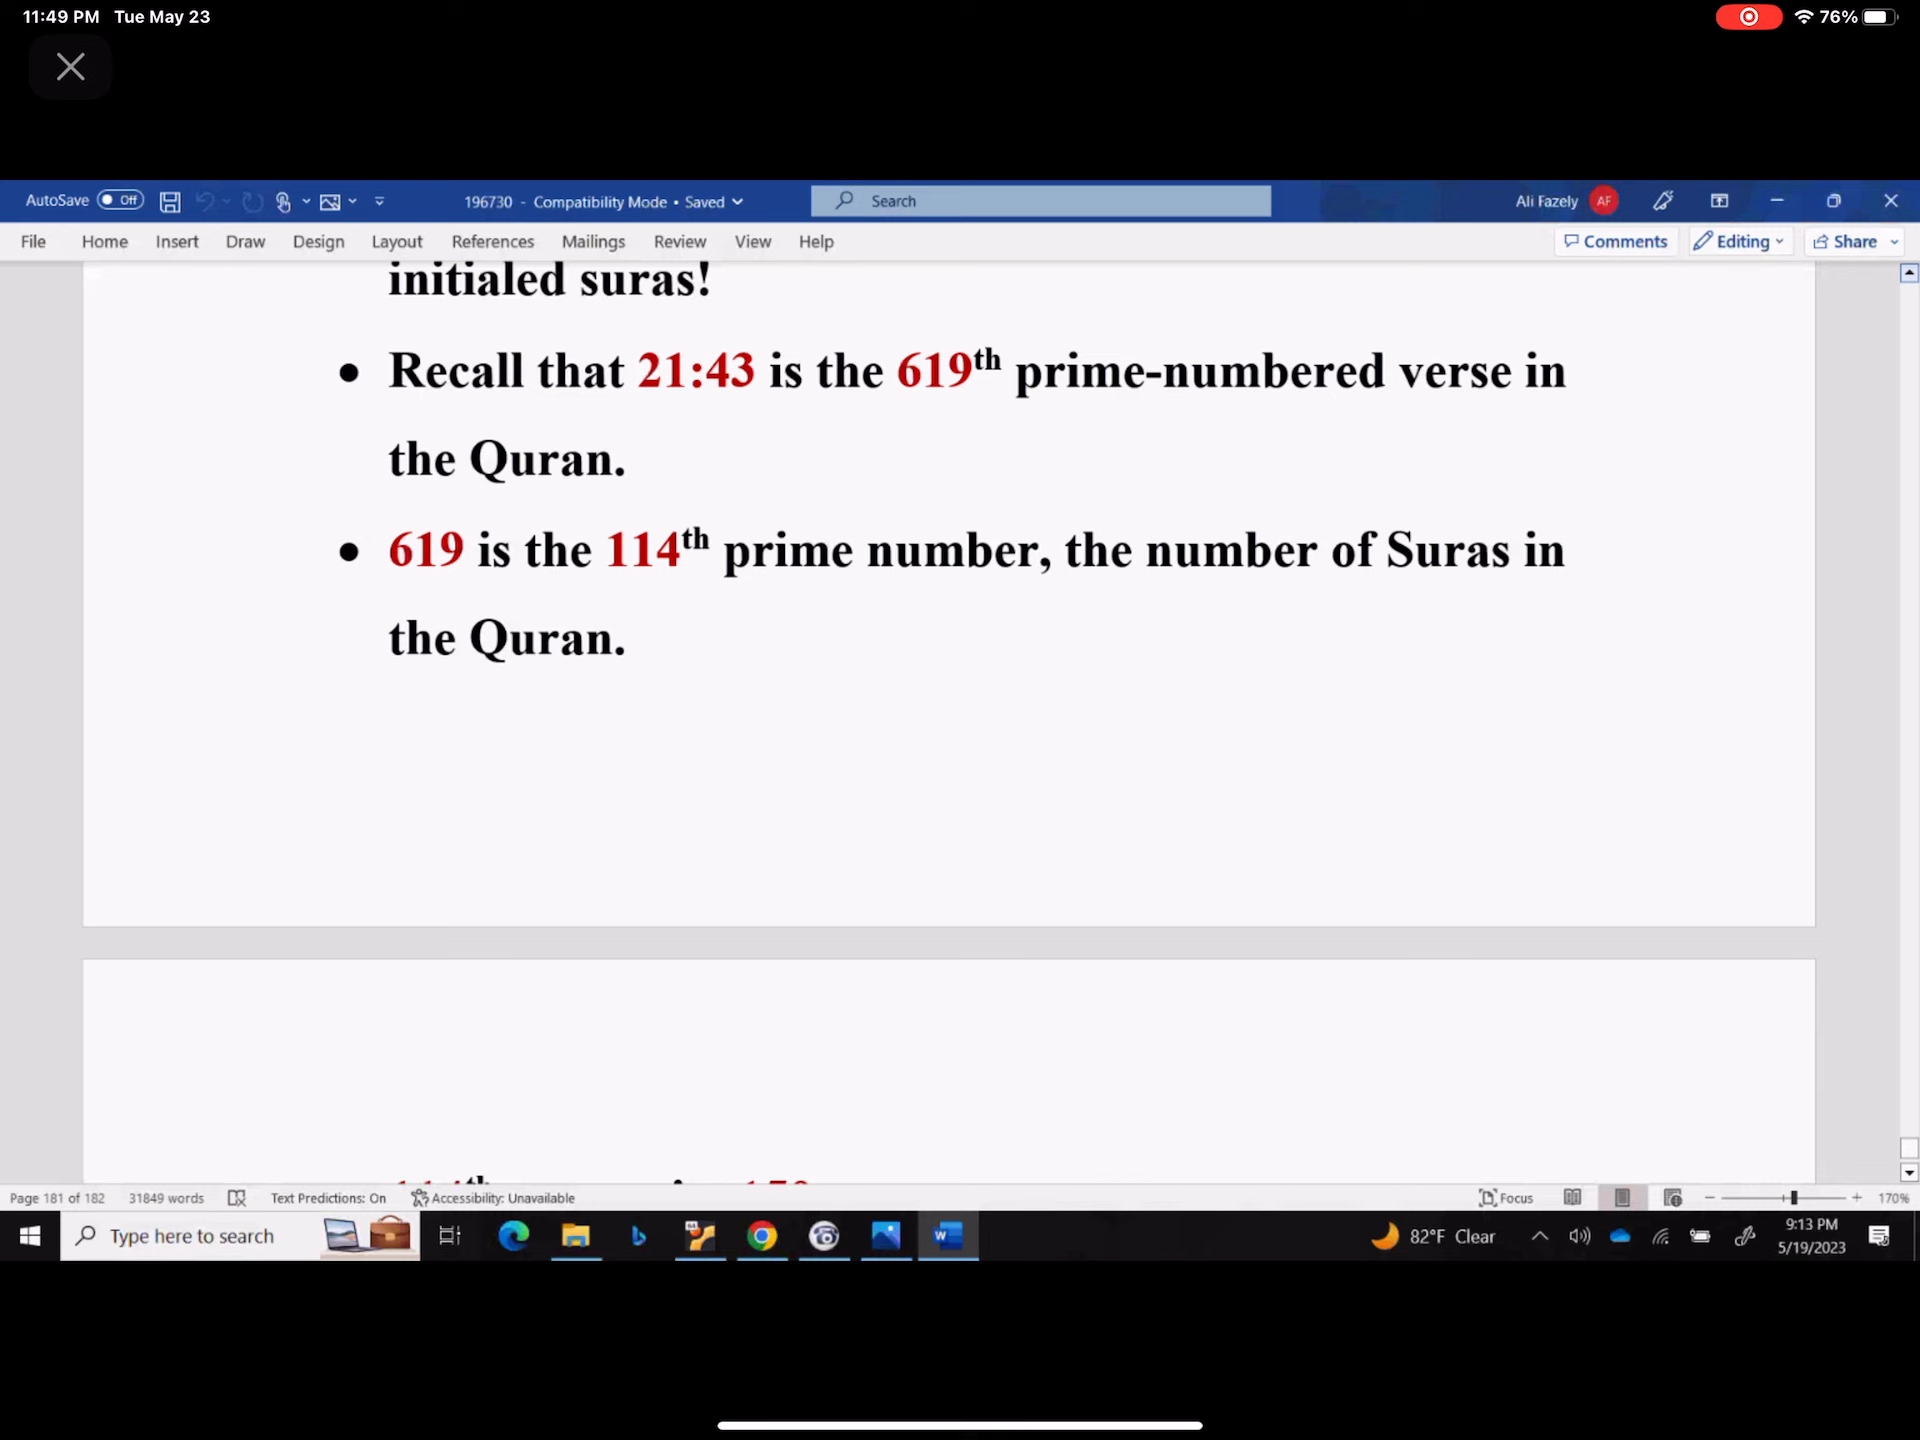 11:49 PM Tue May 23
76%
AutoSave Off
196730 - Compatibility Mode • Saved
Search
Ali Fazely AF
File Home Insert Draw Design Layout References Mailings Review View Help
Comments Editing Share
initialed suras!
• Recall that 21:43 is the 619th prime-numbered verse in
the Quran.
• 619 is the 114th prime number, the number of Suras in
the Quran.
Page 181 of 182 31849 words Text Predictions: On Accessibility: Unavailable
Focus 170%
Type here to search
82°F Clear
9:13 PM
5/19/2023